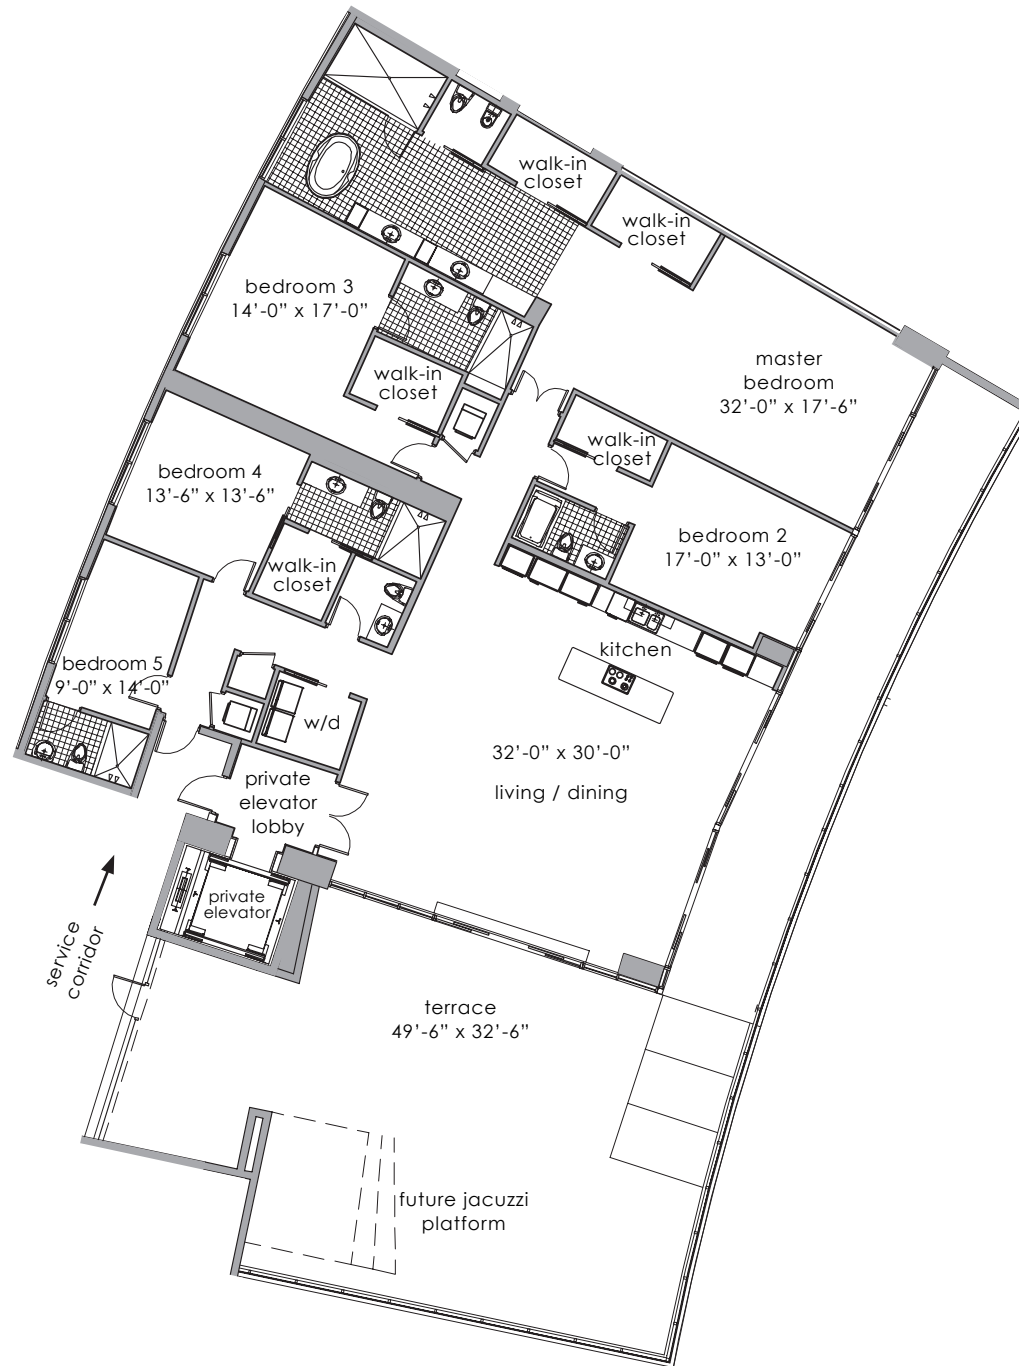 walk-in
closet
walk-in
closet
bedroom 3
14’-0” x 17’-0”
master
bedroom
32’-0” x 17’-6”
walk-in
closet
walk-in
closet
bedroom 4
13’-6” x 13’-6”
bedroom 2
17’-0” x 13’-0”
walk-in
closet
kitchen
bedroom 5
9’-0” x 14’-0”
w/d
32’-0” x 30’-0”
living / dining
private
elevator
lobby
private
elevator
service
corridor
terrace
49’-6” x 32’-6”
future jacuzzi
platform